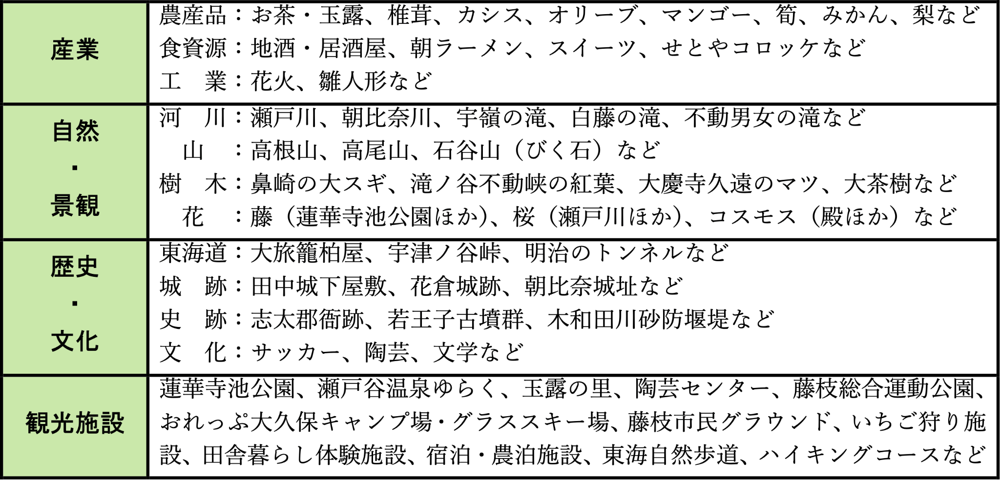 産業
農産品：お茶・玉露、椎茸、カシス、オリーブ、マンゴー、筍、みかん、梨など
食資源：地酒・居酒屋、朝ラーメン、スイーツ、せとやコロッケなど
工　業：花火、雛人形など
自然
・
景観
河　川：瀬戸川、朝比奈川、宇嶺の滝、白藤の滝、不動男女の滝など
山　：高根山、高尾山、石谷山（びく石）など
樹　木：鼻崎の大スギ、滝ノ谷不動峡の紅葉、大慶寺久遠のマツ、大茶樹など
花　：藤（蓮華寺池公園ほか）、桜（瀬戸川ほか）、コスモス（殿ほか）など
歴史
・
文化
東海道：大旅籠柏屋、宇津ノ谷峠、明治のトンネルなど
城　跡：田中城下屋敷、花倉城跡、朝比奈城址など
史　跡：志太郡衙跡、若王子古墳群、木和田川砂防堰堤など
文　化：サッカー、陶芸、文学など
観光施設
蓮華寺池公園、瀬戸谷温泉ゆらく、玉露の里、陶芸センター、藤枝総合運動公園、
おれっぷ大久保キャンプ場・グラススキー場、藤枝市民グラウンド、いちご狩り施
設、田舎暮らし体験施設、宿泊・農泊施設、東海自然歩道、ハイキングコースなど